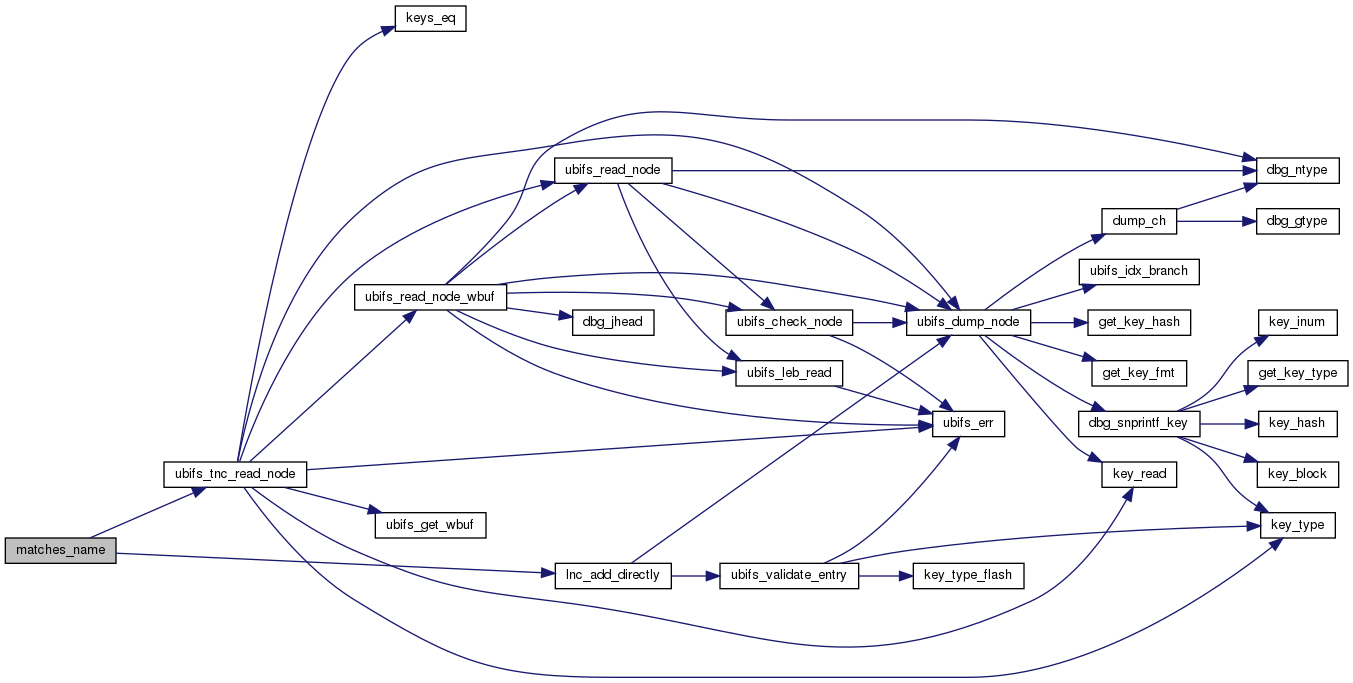 keys_eq
ubifs_read_node
dbg_ntype
dump_ch
dbg_gtype
ubifs_idx_branch
ubifs_read_node_wbuf
dbg_jhead
ubifs_check_node
ubifs_dump_node
get_key_hash
key_inum
ubifs_leb_read
get_key_fmt
get_key_type
ubifs_err
dbg_snprintf_key
key_hash
ubifs_tnc_read_node
key_read
key_block
ubifs_get_wbuf
key_type
matches_name
lnc_add_directly
ubifs_validate_entry
key_type_flash